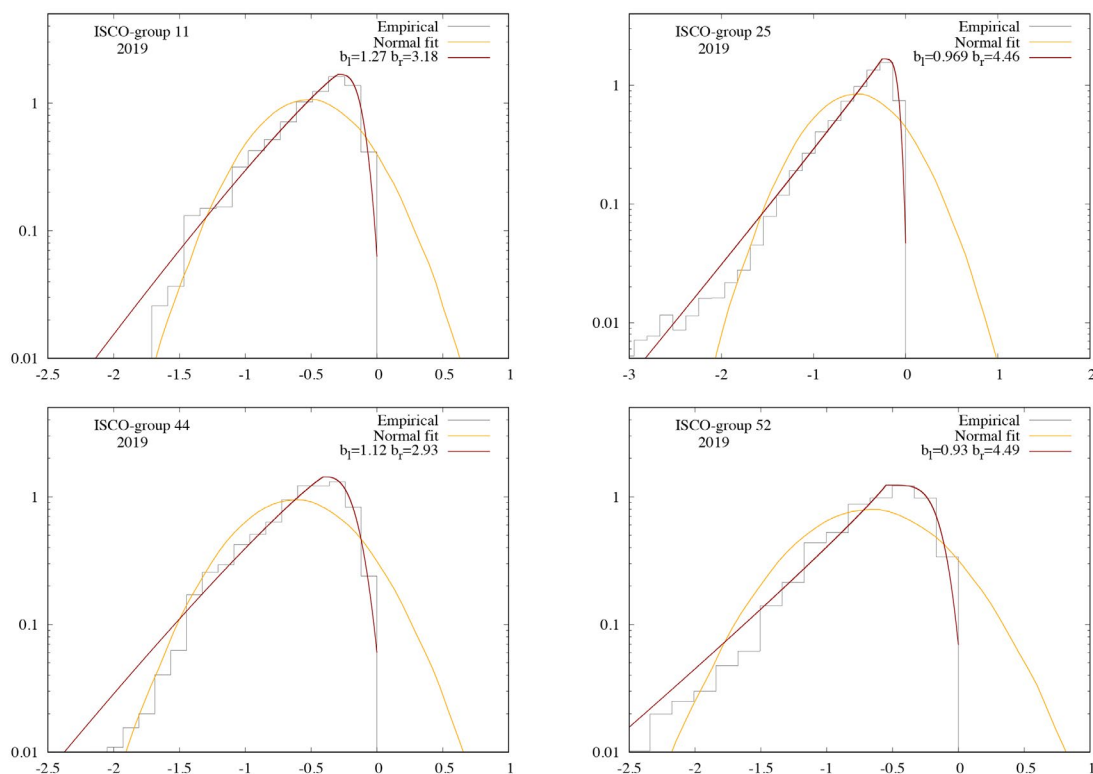 ISCO-group 11
2019
Empirical
Normal fit
b_l=1.27 b_r=3.18
1
0.1
0.01
-2.5 -2 -1.5 -1 -0.5 0 0.5 1
ISCO-group 25
2019
Empirical
Normal fit
b_l=0.969 b_r=4.46
1
0.1
0.01
-3 -2 -1 0 1 2
ISCO-group 44
2019
Empirical
Normal fit
b_l=1.12 b_r=2.93
1
0.1
0.01
-2.5 -2 -1.5 -1 -0.5 0 0.5 1
ISCO-group 52
2019
Empirical
Normal fit
b_l=0.93 b_r=4.49
1
0.1
0.01
-2.5 -2 -1.5 -1 -0.5 0 0.5 1